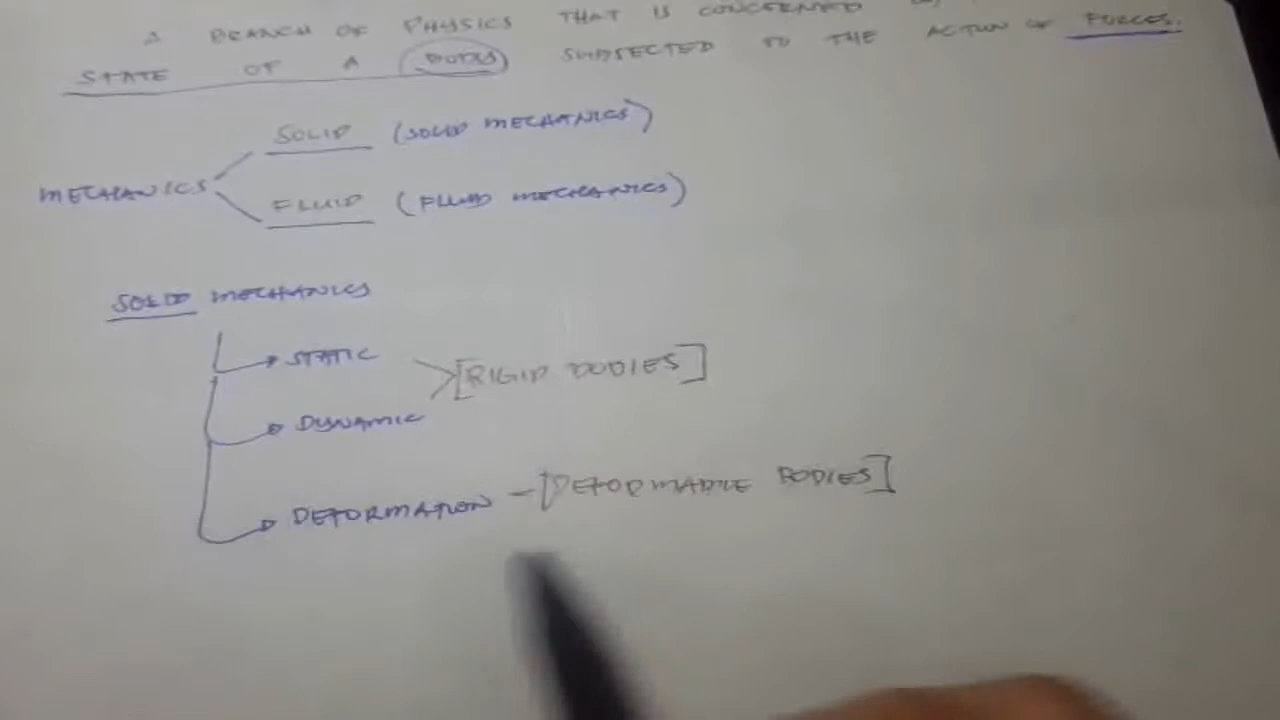 A BRANCH OF PHYSICS THAT IS CONCERNED
STATE OF A BODY SUBJECTED TO THE ACTION OF FORCES.
SOLID (SOLID MECHANICS)
MECHANICS
FLUID (FLUID MECHANICS)
SOLID MECHANICS
STATIC
[RIGID BODIES]
DYNAMIC
DEFORMATION - [DEFORMABLE BODIES]